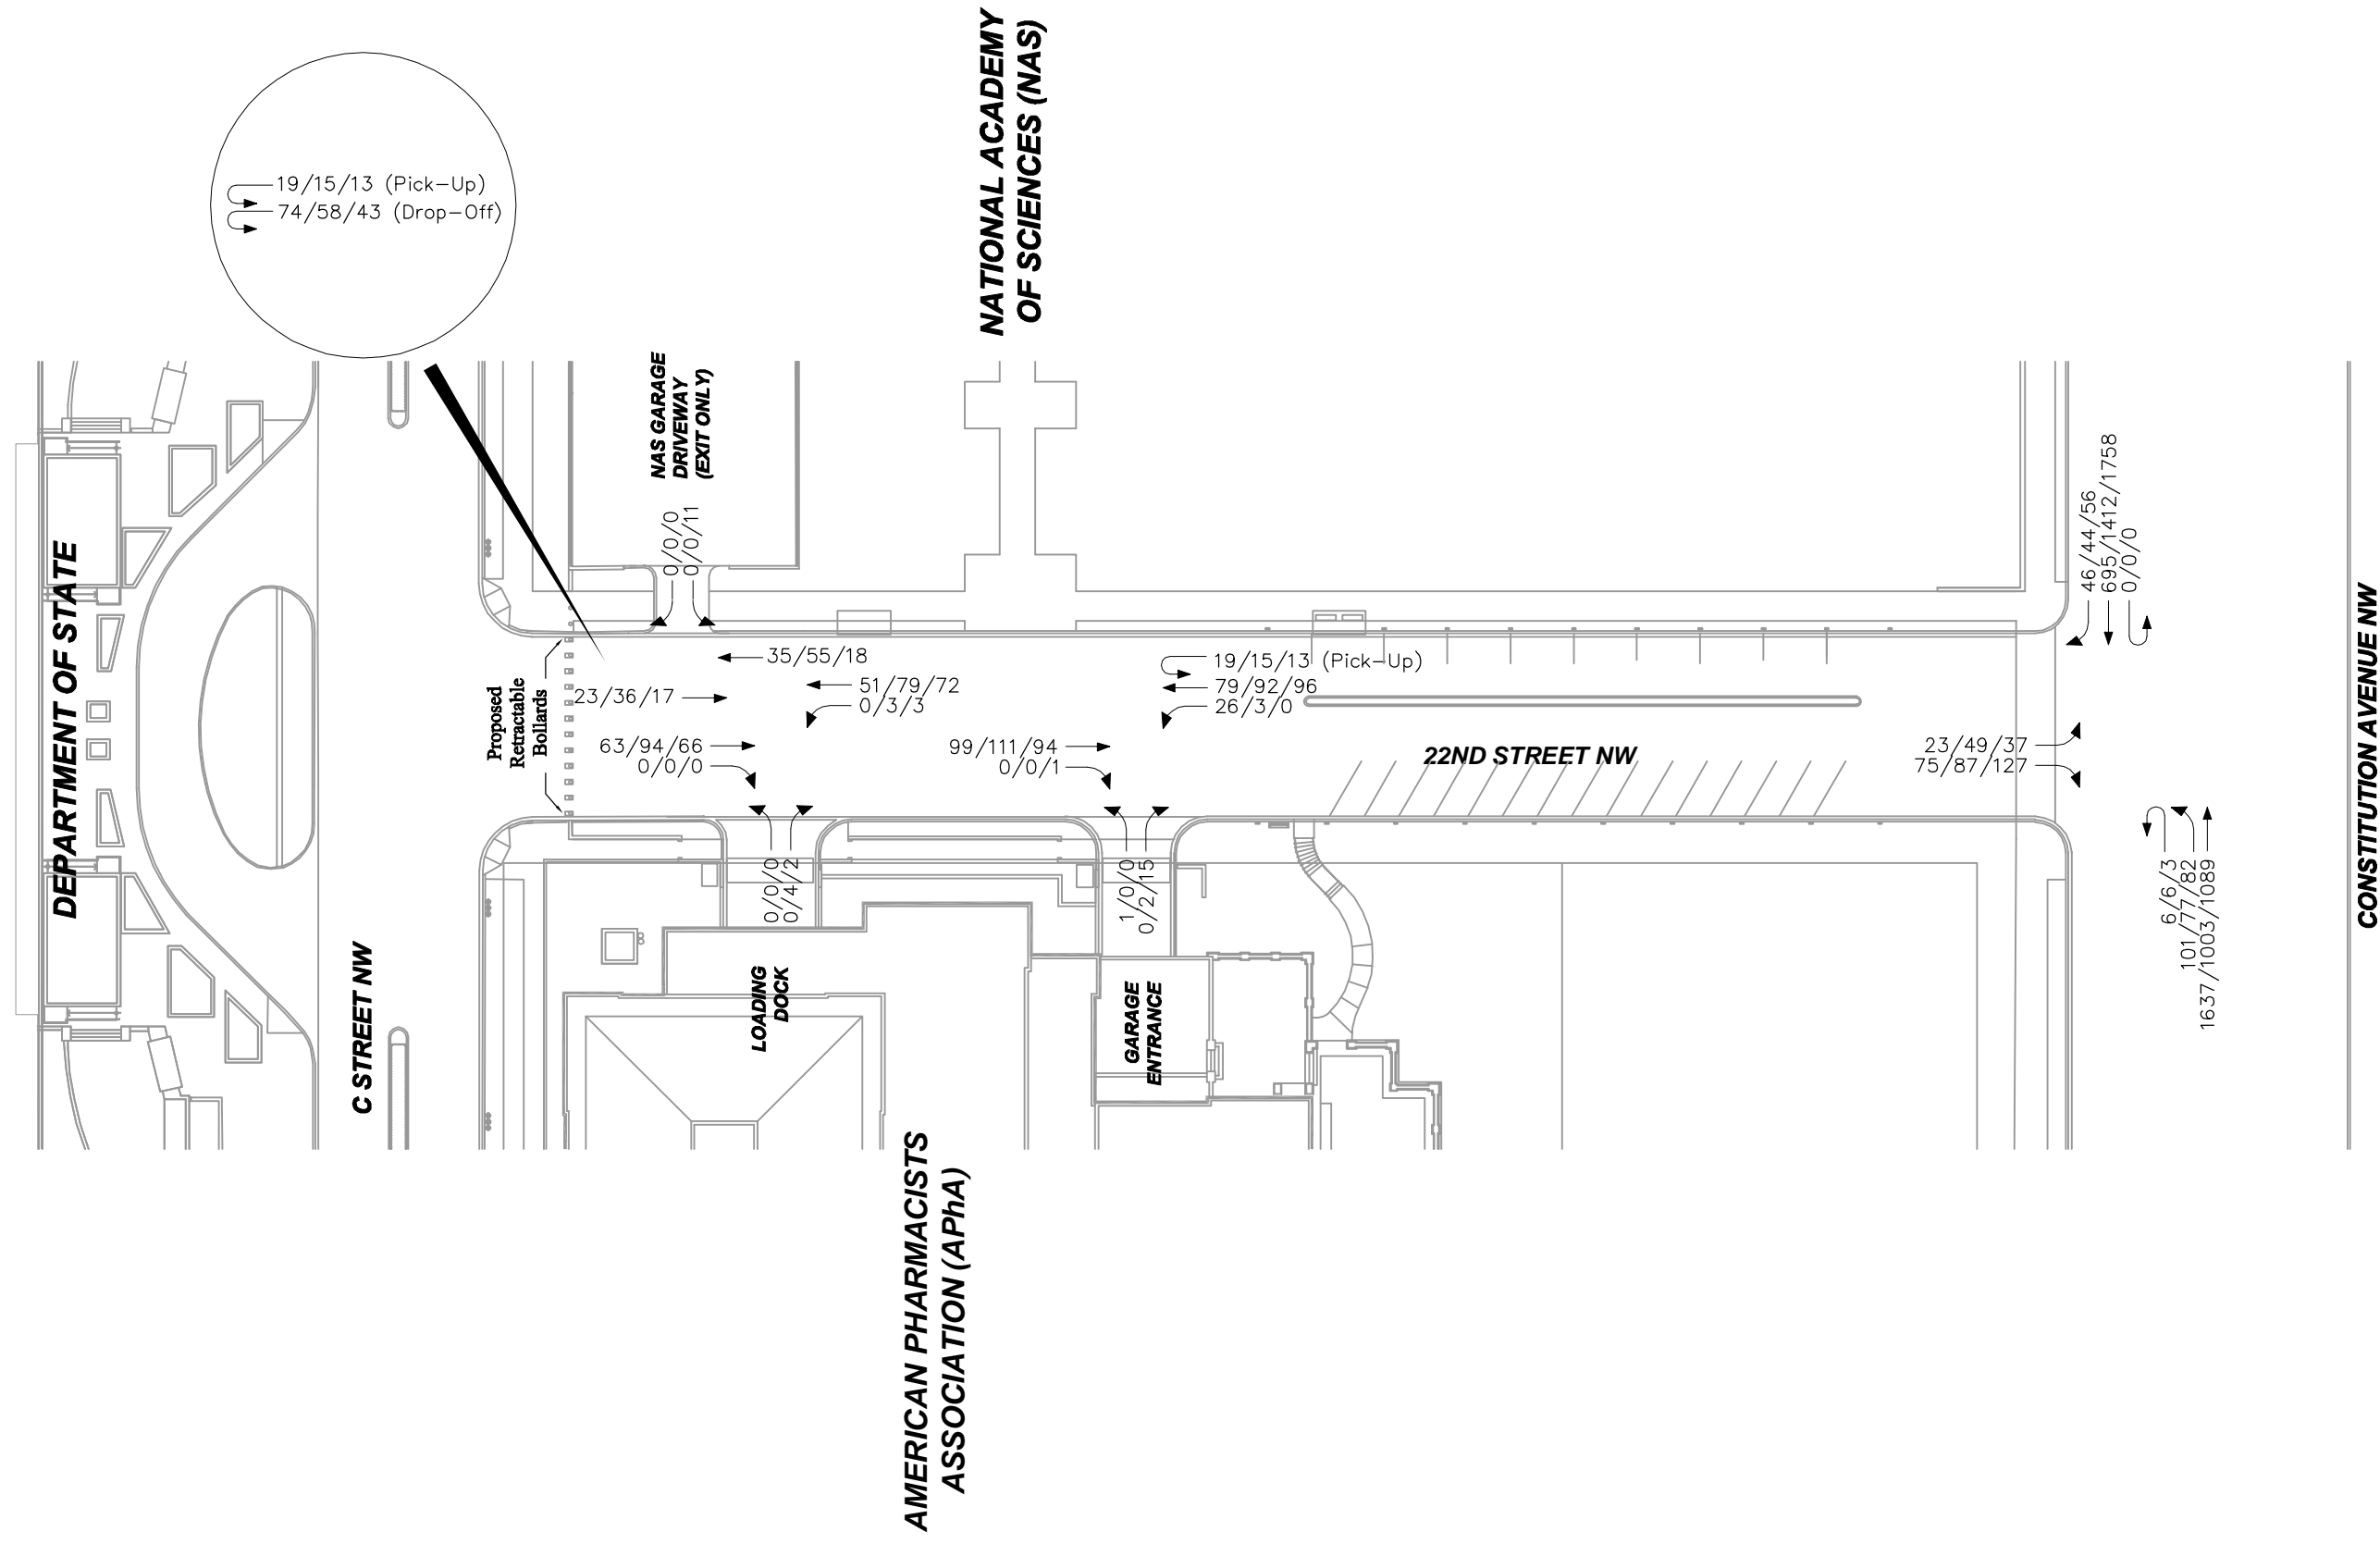 NATIONAL ACADEMY
OF SCIENCES (NAS)
19/15/13 (Pick-Up)
74/58/43 (Drop-Off)
NAS GARAGE
DRIVEWAY
(EXIT ONLY)
0/0/0
0/0/11
46/44/56
695/1412/1758
0/0/0
DEPARTMENT OF STATE
Proposed
Retractable
Bollards
35/55/18
23/36/17
51/79/72
0/3/3
19/15/13 (Pick-Up)
79/92/96
26/3/0
63/94/66
0/0/0
99/111/94
0/0/1
22ND STREET NW
23/49/37
75/87/127
CONSTITUTION AVENUE NW
0/0/0
0/4/2
1/0/0
0/2/15
6/6/3
101/77/82
1637/1003/1089
C STREET NW
LOADING
DOCK
GARAGE
ENTRANCE
AMERICAN PHARMACISTS
ASSOCIATION (APhA)